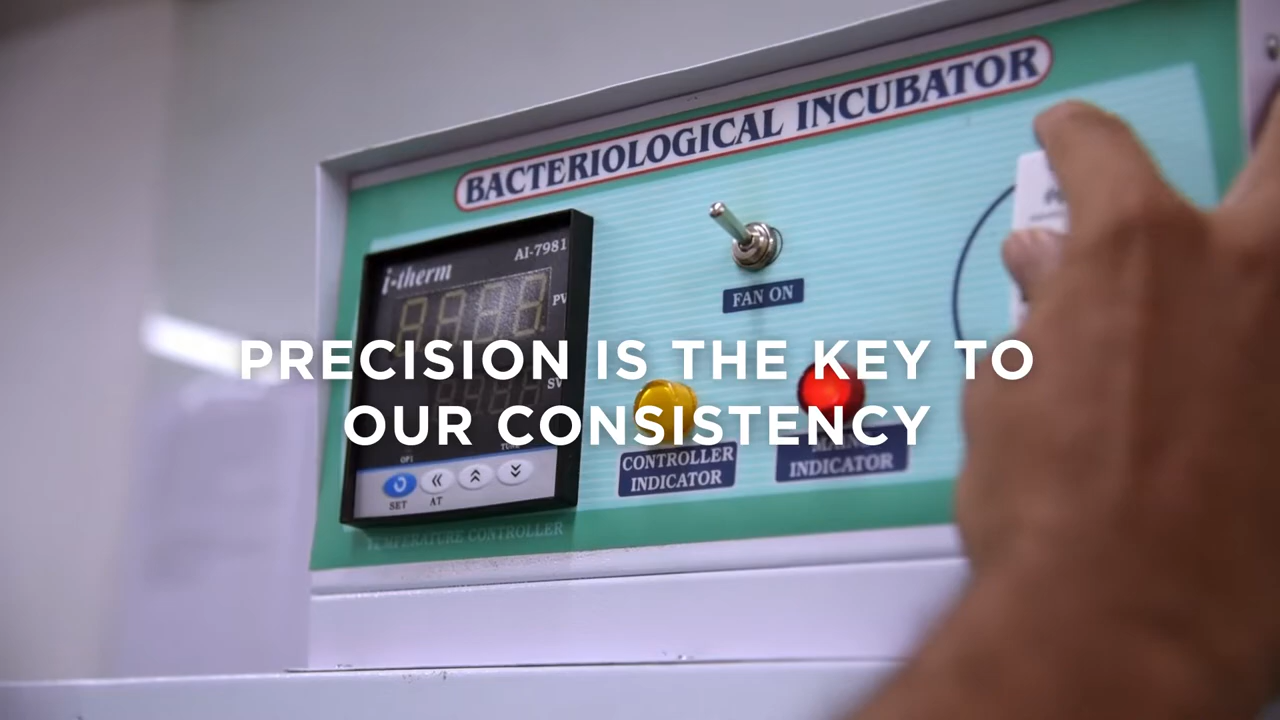 BACTERIOLOGICAL INCUBATOR
AI-7981
i-therm
PV
FAN ON
PRECISION IS THE KEY TO
SV
OUR CONSISTENCY
OP1
CONTROLLER
INDICATOR
INDICATOR
SET
AT
TEMPERATURE CONTROLLER